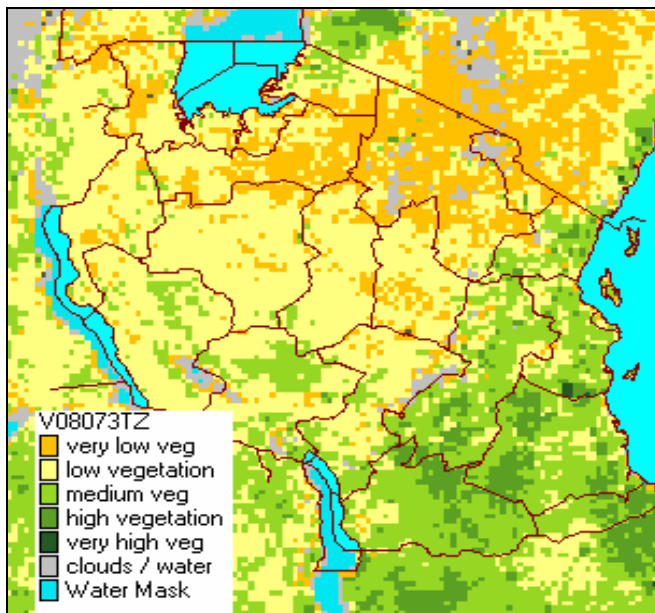 V08073TZ
very low veg
low vegetation
medium veg
high vegetation
very high veg
clouds / water
Water Mask